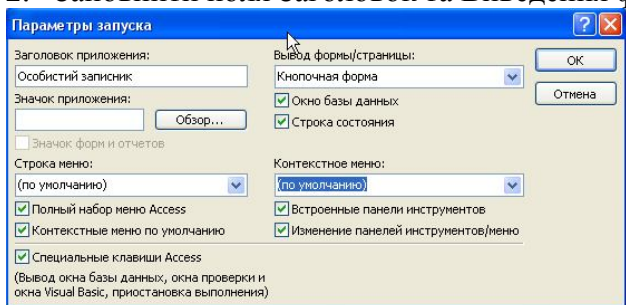 Параметры запуска
Заголовок приложения:
Вывод формы/страницы:
OK
Особистий записник
Кнопочная форма
Отмена
Значок приложения:
Окно базы данных
Обзор...
Строка состояния
Значок форм и отчетов
Строка меню:
Контекстное меню:
(по умолчанию)
(по умолчанию)
Полный набор меню Access
Встроенные панели инструментов
Контекстные меню по умолчанию
Изменение панелей инструментов/меню
Специальные клавиши Access
(Вывод окна базы данных, окна проверки и
окна Visual Basic, приостановка выполнения)